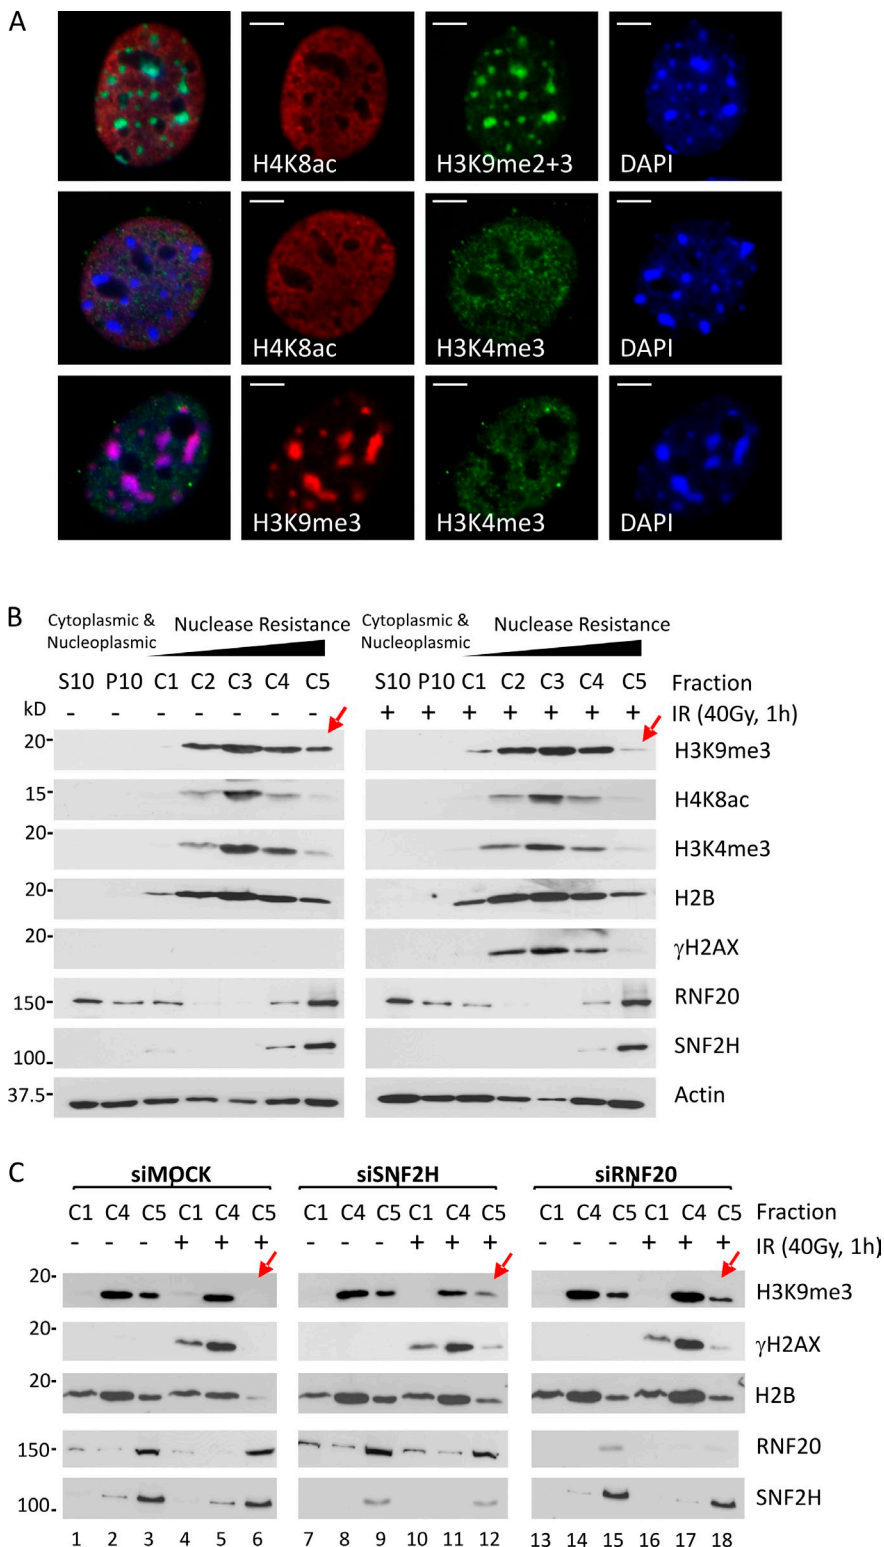 A
H4K8ac H3K9me2+3 DAPI
H4K8ac H3K4me3 DAPI
H3K9me3 H3K4me3 DAPI
B
Cytoplasmic & Nucleoplasmic Nuclease Resistance Cytoplasmic & Nucleoplasmic Nuclease Resistance
S10 P10 C1 C2 C3 C4 C5 S10 P10 C1 C2 C3 C4 C5 Fraction
kD - - - - - - - + + + + + + + IR (40Gy, 1h)
20- H3K9me3
15- H4K8ac
20- H3K4me3
20- H2B
20- γH2AX
150- RNF20
100- SNF2H
37.5- Actin
C
siMOCK siSNF2H siRNF20
C1 C4 C5 C1 C4 C5 C1 C4 C5 C1 C4 C5 C1 C4 C5 C1 C4 C5 Fraction
- - - + + + - - - + + + - - - + + + IR (40Gy, 1h)
20- H3K9me3
20- γH2AX
20- H2B
150- RNF20
100- SNF2H
1 2 3 4 5 6 7 8 9 10 11 12 13 14 15 16 17 18